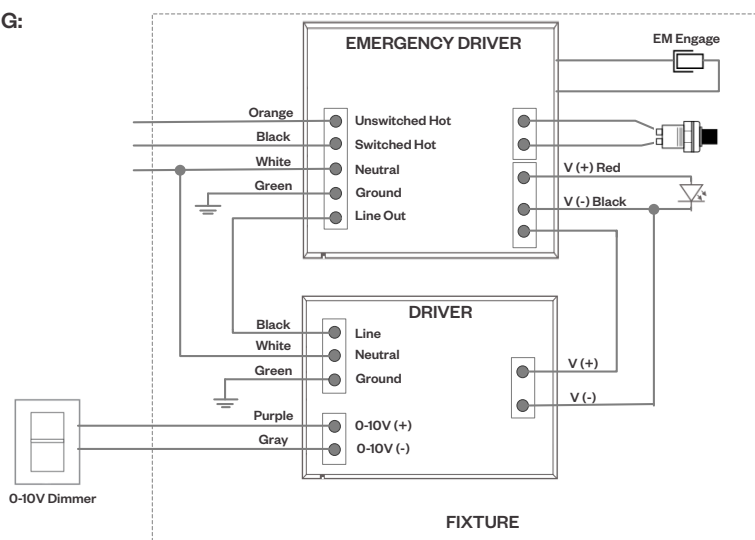 G:
EMERGENCY DRIVER
EM Engage
Orange
Unswitched Hot
Black
Switched Hot
White
Neutral
Green
Ground
Line Out
V (+) Red
V (-) Black
DRIVER
Black
Line
White
Neutral
Green
Ground
V (+)
V (-)
Purple
0-10V (+)
Gray
0-10V (-)
0-10V Dimmer
FIXTURE